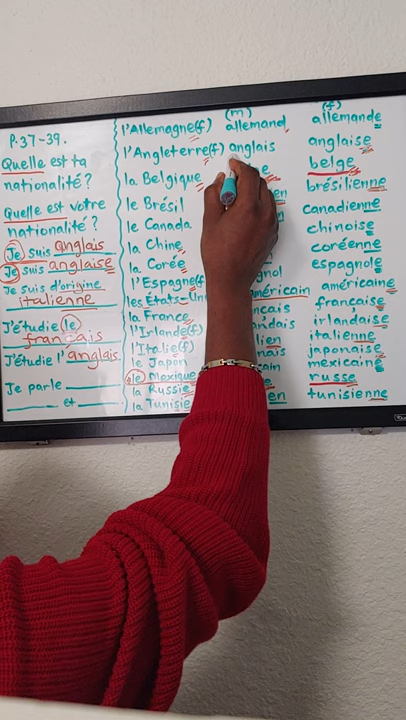 P.37-39.
Quelle est ta
nationalité?
Quelle est votre
nationalité?
Je suis anglais
Je suis anglaise
Je suis d'origine
italienne
J'étudie le
français
J'étudie l'anglais.
Je parle
et
(m)
(f)
l'Allemagne(f) allemand allemande
l'Angleterre(f) anglais anglaise
la Belgique belge
le Brésil brésilienne
le Canada canadienne
la Chine chinoise
la Corée coréenne
l'Espagne(f) espagnole
les États- américain américaine
la France française
l'Irlande(f) irlandaise
l'Italie(f) italienne
le Japon japonaise
le Mexique mexicaine
la Russie russe
la Tunisie tunisienne